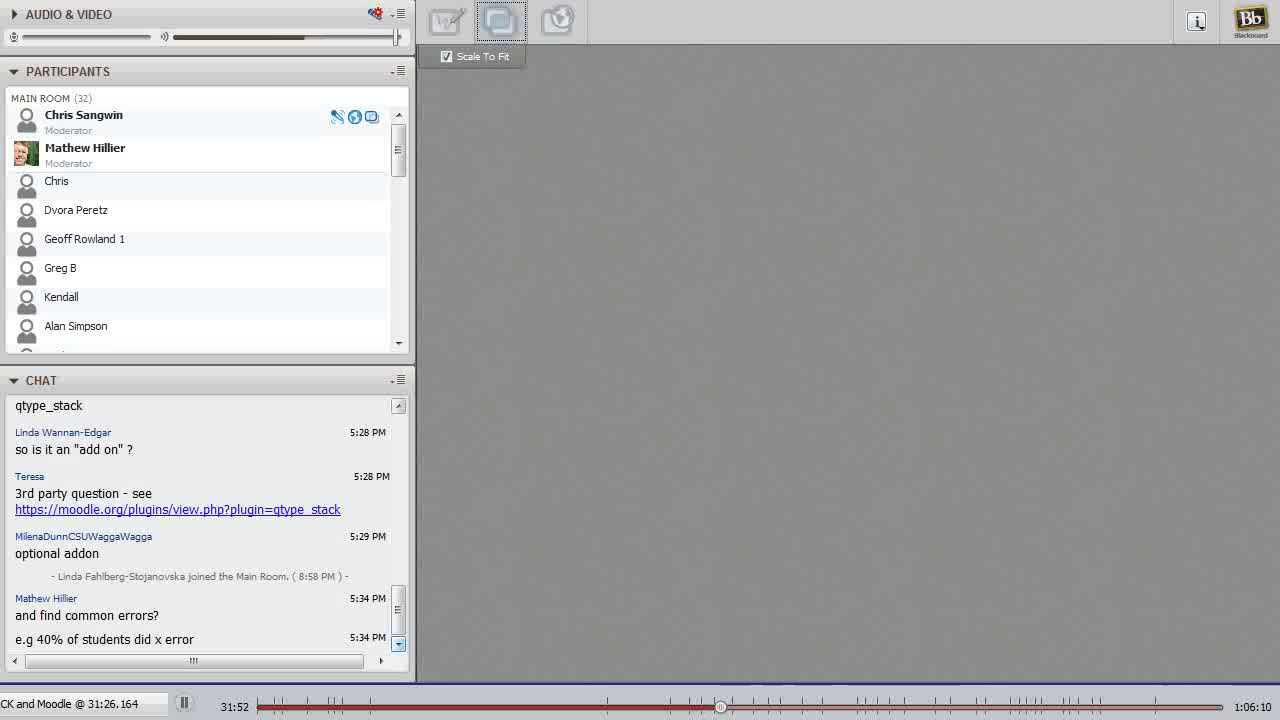 AUDIO & VIDEO
PARTICIPANTS
MAIN ROOM (32)
Chris Sangwin
Moderator
Mathew Hillier
Moderator
Chris
Dvora Peretz
Geoff Rowland 1
Greg B
Kendall
Alan Simpson
CHAT
qtype_stack
Linda Wannan-Edgar 5:28 PM
so is it an "add on" ?
Teresa 5:28 PM
3rd party question - see
https://moodle.org/plugins/view.php?plugin=qtype_stack
MilenaDunnCSUWaggaWagga 5:29 PM
optional addon
- Linda Fahlberg-Stojanovska joined the Main Room. ( 8:58 PM ) -
Mathew Hillier 5:34 PM
and find common errors?
e.g 40% of students did x error 5:34 PM
Scale To Fit
Bb
Blackboard
CK and Moodle @ 31:26.164
31:52
1:06:10